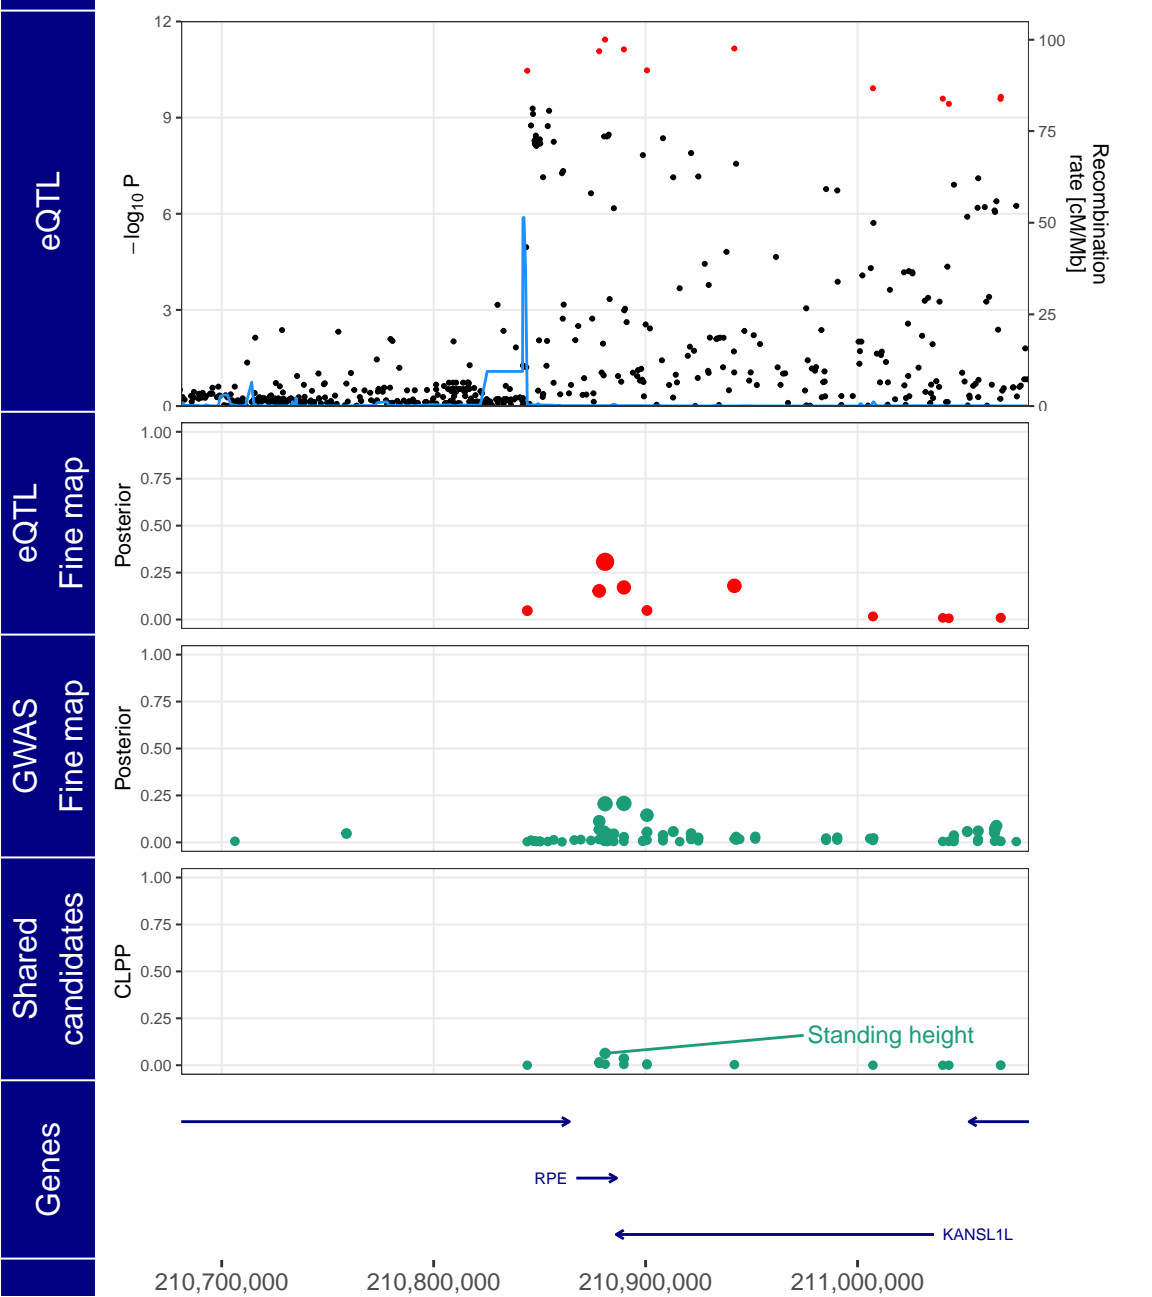 eQTL
−log10 P
12
9
6
3
0
100
75
50
25
0
Recombination
rate [cM/Mb]
eQTL
Fine map
Posterior
1.00
0.75
0.50
0.25
0.00
GWAS
Fine map
Posterior
1.00
0.75
0.50
0.25
0.00
Shared
candidates
CLPP
1.00
0.75
0.50
0.25
0.00
Standing height
Genes
RPE
KANSL1L
210,700,000
210,800,000
210,900,000
211,000,000